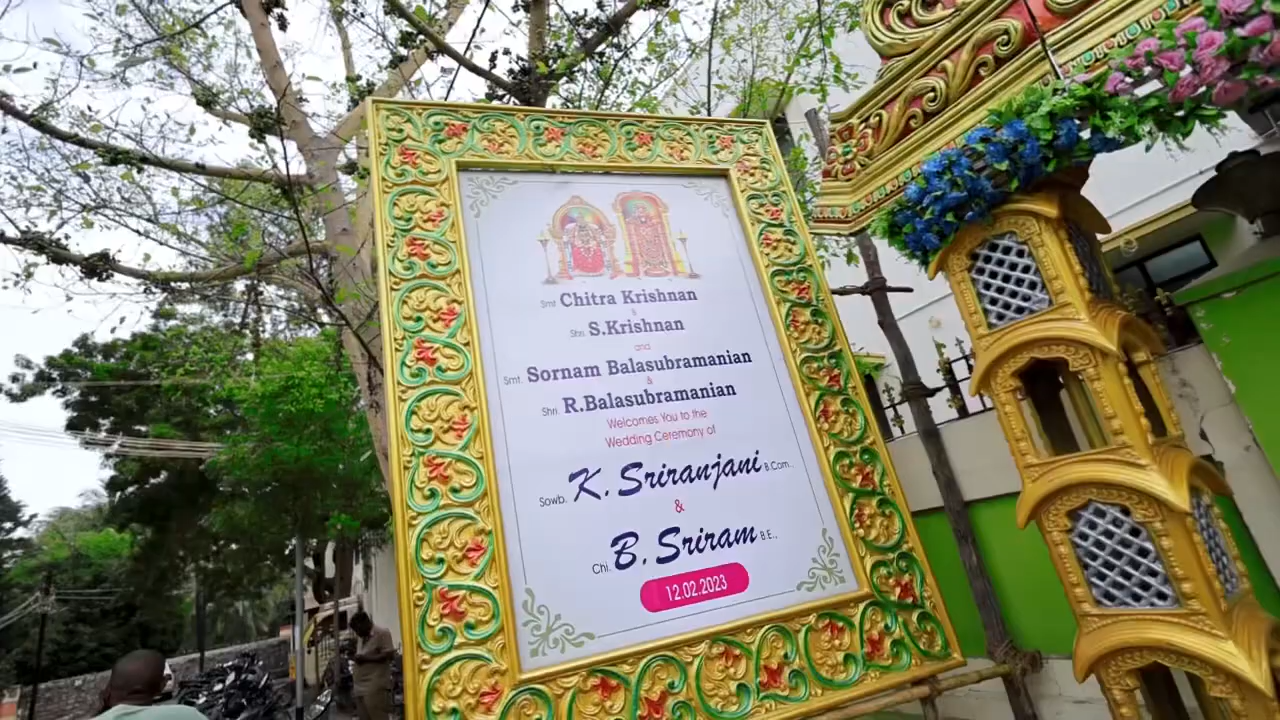 Smt. Chitra Krishnan
&
Shri. S.Krishnan
and
Smt. Sornam Balasubramanian
&
Shri. R.Balasubramanian
Welcomes You to the
Wedding Ceremony of
Sowb. K. Sriranjani B.Com.,
&
Chi. B. Sriram B.E.,
12.02.2023